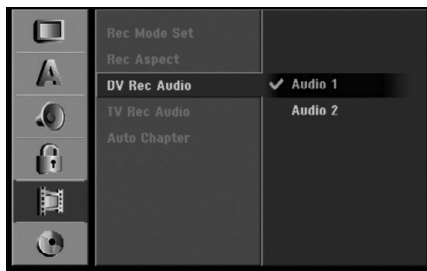 Rec Mode Set
Rec Aspect
DV Rec Audio
✔ Audio 1
TV Rec Audio
Audio 2
Auto Chapter
A